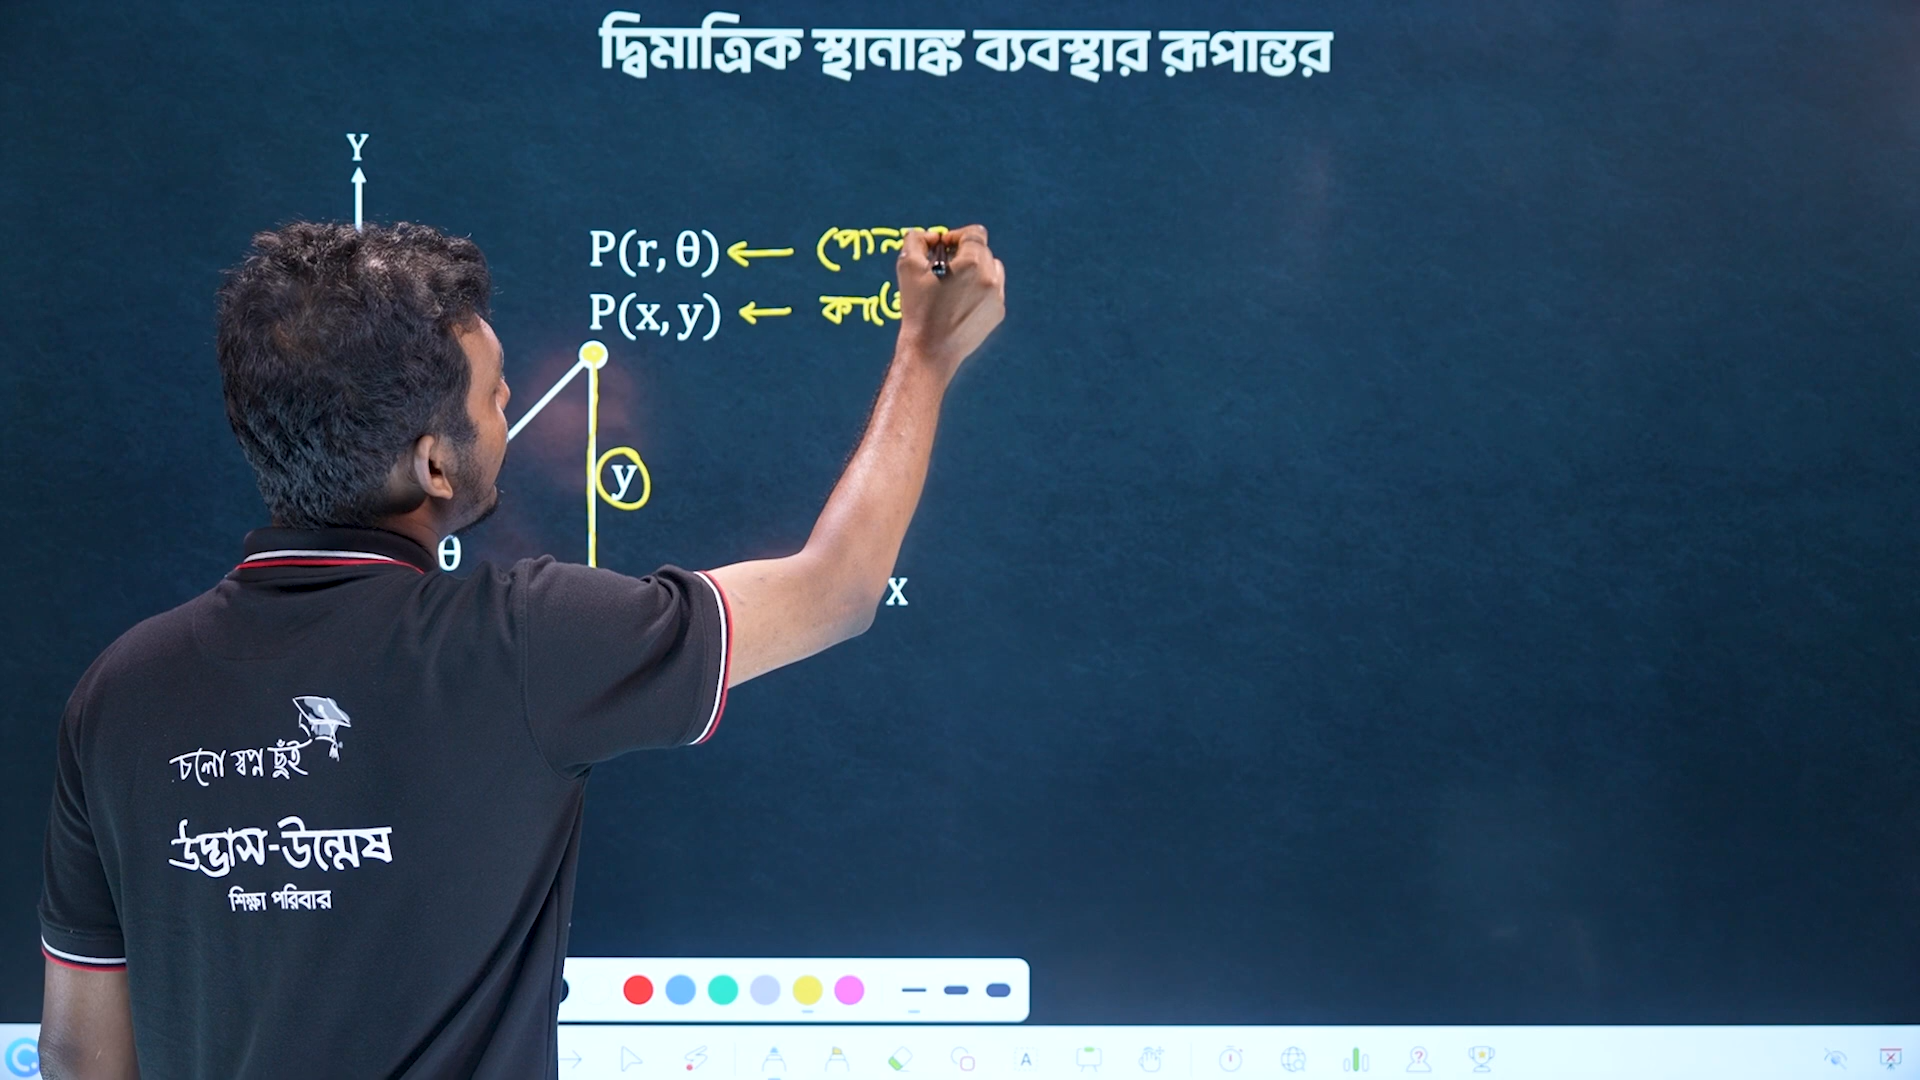 দ্বিমাত্রিক স্থানাঙ্ক ব্যবস্থার রূপান্তর
Y
P(r, θ) ←
P(x, y) ←
y
θ
X
চলো স্বপ্ন ছুঁই
উদ্ভাস-উন্মেষ
শিক্ষা পরিবার
A